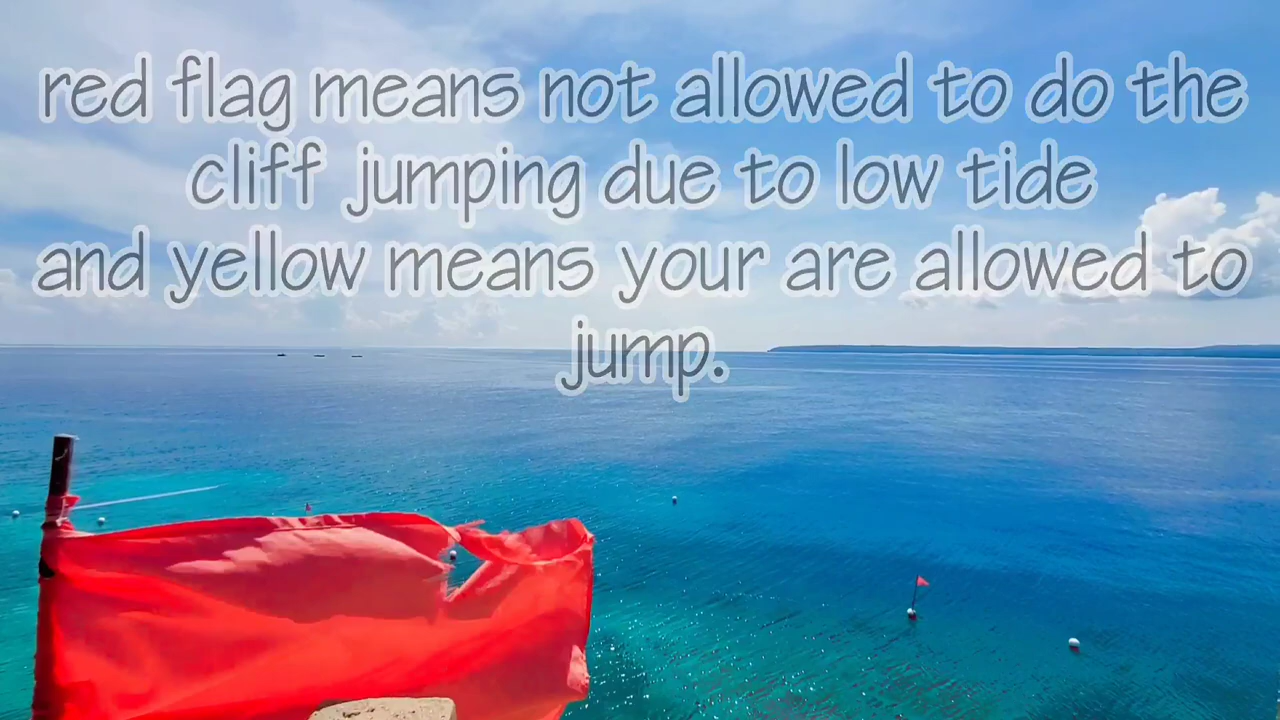 red flag means not allowed to do the
cliff jumping due to low tide
and yellow means your are allowed to
jump.